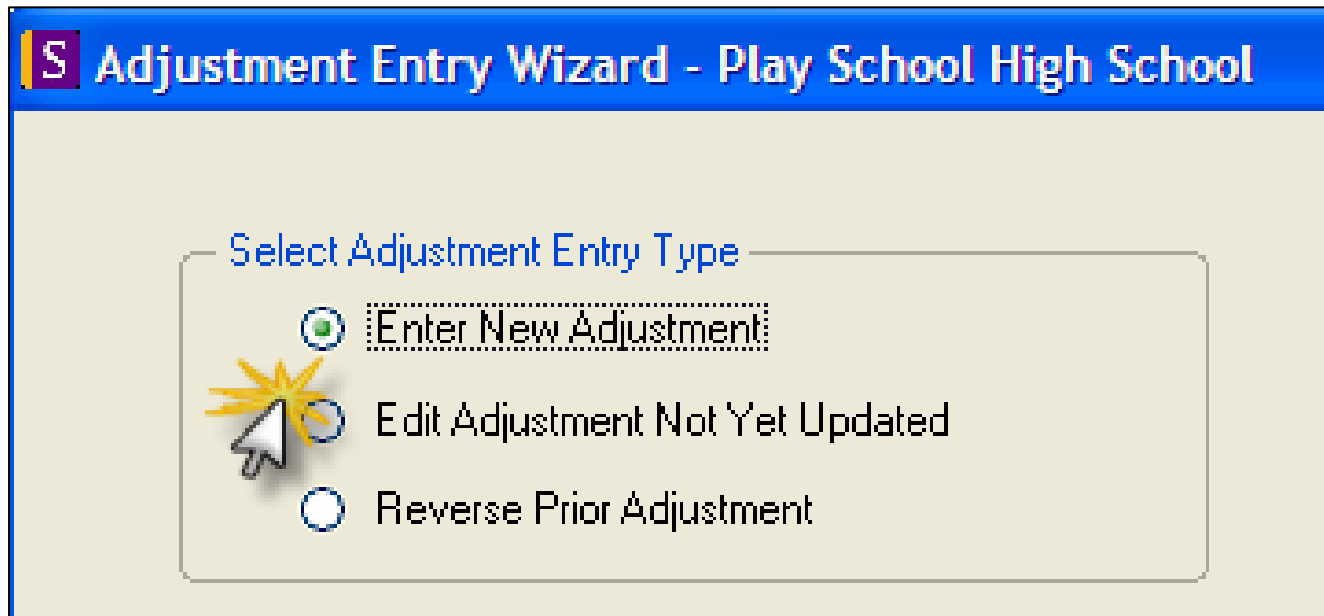 S Adjustment Entry Wizard - Play School High School
Select Adjustment Entry Type
Enter New Adjustment
Edit Adjustment Not Yet Updated
Reverse Prior Adjustment